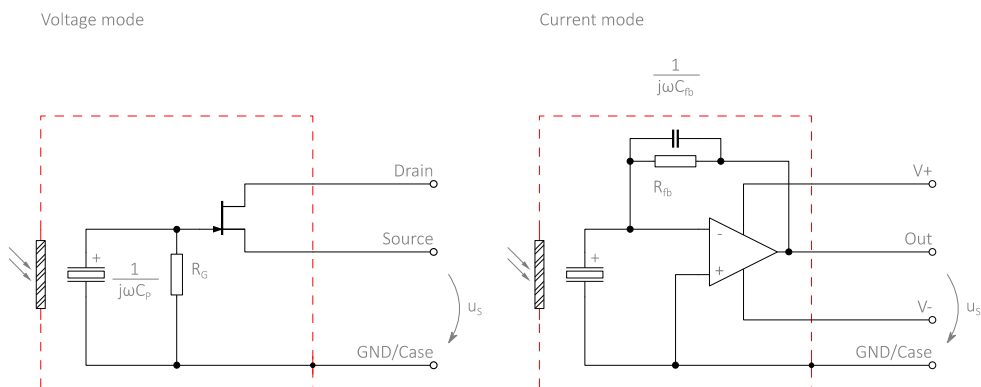 Voltage mode
Current mode
1
jωC_fb
Drain
V+
R_fb
Source
-
Out
+
1
jωC_P
R_G
+
+
u_S
V-
u_S
GND/Case
GND/Case